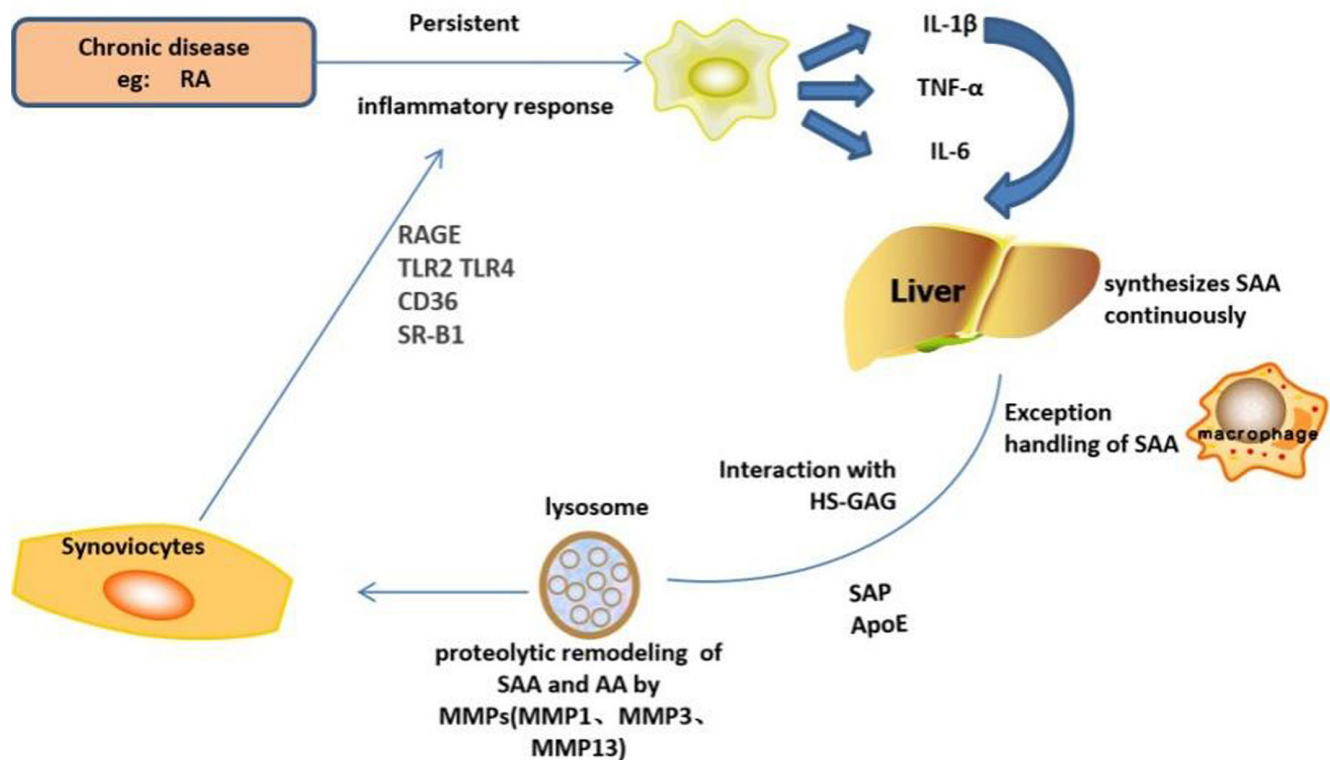 Chronic disease
eg: RA
Persistent
inflammatory response
IL-1β
TNF-α
IL-6
RAGE
TLR2 TLR4
CD36
SR-B1
Liver
synthesizes SAA
continuously
Exception
handling of SAA
macrophage
Interaction with
HS-GAG
SAP
ApoE
lysosome
proteolytic remodeling of
SAA and AA by
MMPs(MMP1、MMP3、
MMP13)
Synoviocytes